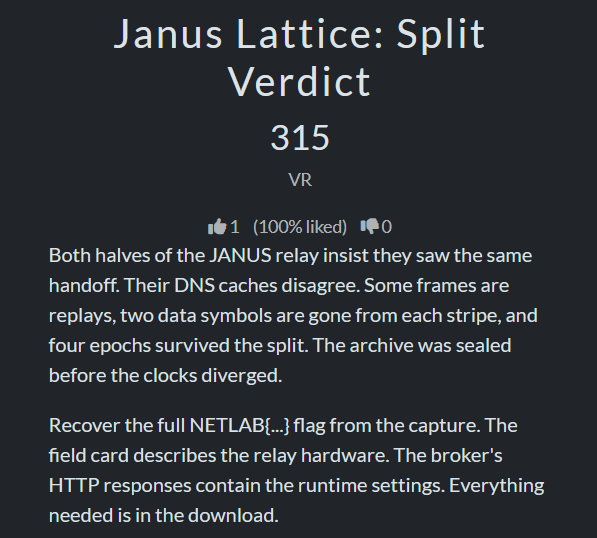 Janus Lattice: Split
Verdict
315
VR
1 (100% liked) 0
Both halves of the JANUS relay insist they saw the same
handoff. Their DNS caches disagree. Some frames are
replays, two data symbols are gone from each stripe, and
four epochs survived the split. The archive was sealed
before the clocks diverged.
Recover the full NETLAB{...} flag from the capture. The
field card describes the relay hardware. The broker's
HTTP responses contain the runtime settings. Everything
needed is in the download.